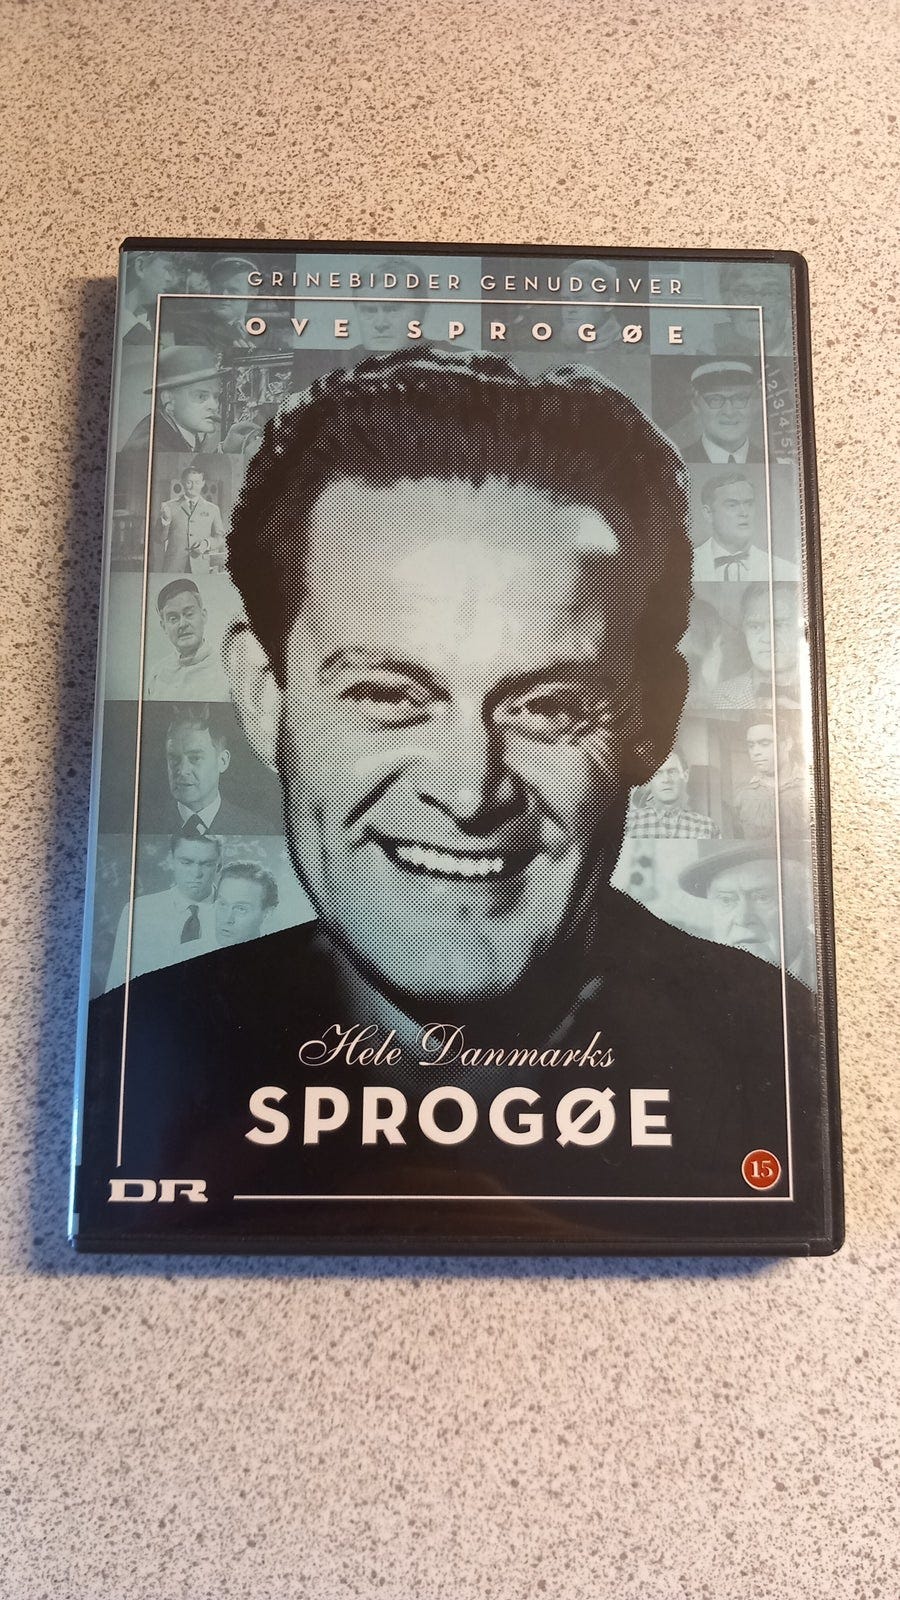 GRINEBIDDER GENUDGIVER
OVE SPROGØE
Hele Danmarks
SPROGØE
15
DR